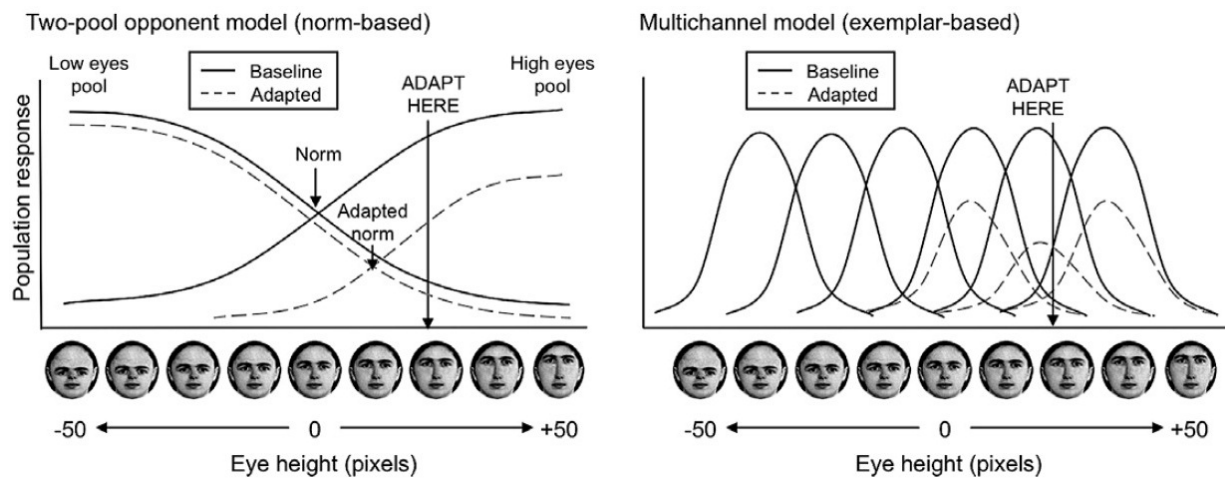 Two-pool opponent model (norm-based)
Low eyes
pool
Baseline
Adapted
ADAPT
HERE
High eyes
pool
Norm
Adapted
norm
Population response
-50
0
+50
Eye height (pixels)
Multichannel model (exemplar-based)
Baseline
Adapted
ADAPT
HERE
-50
0
+50
Eye height (pixels)